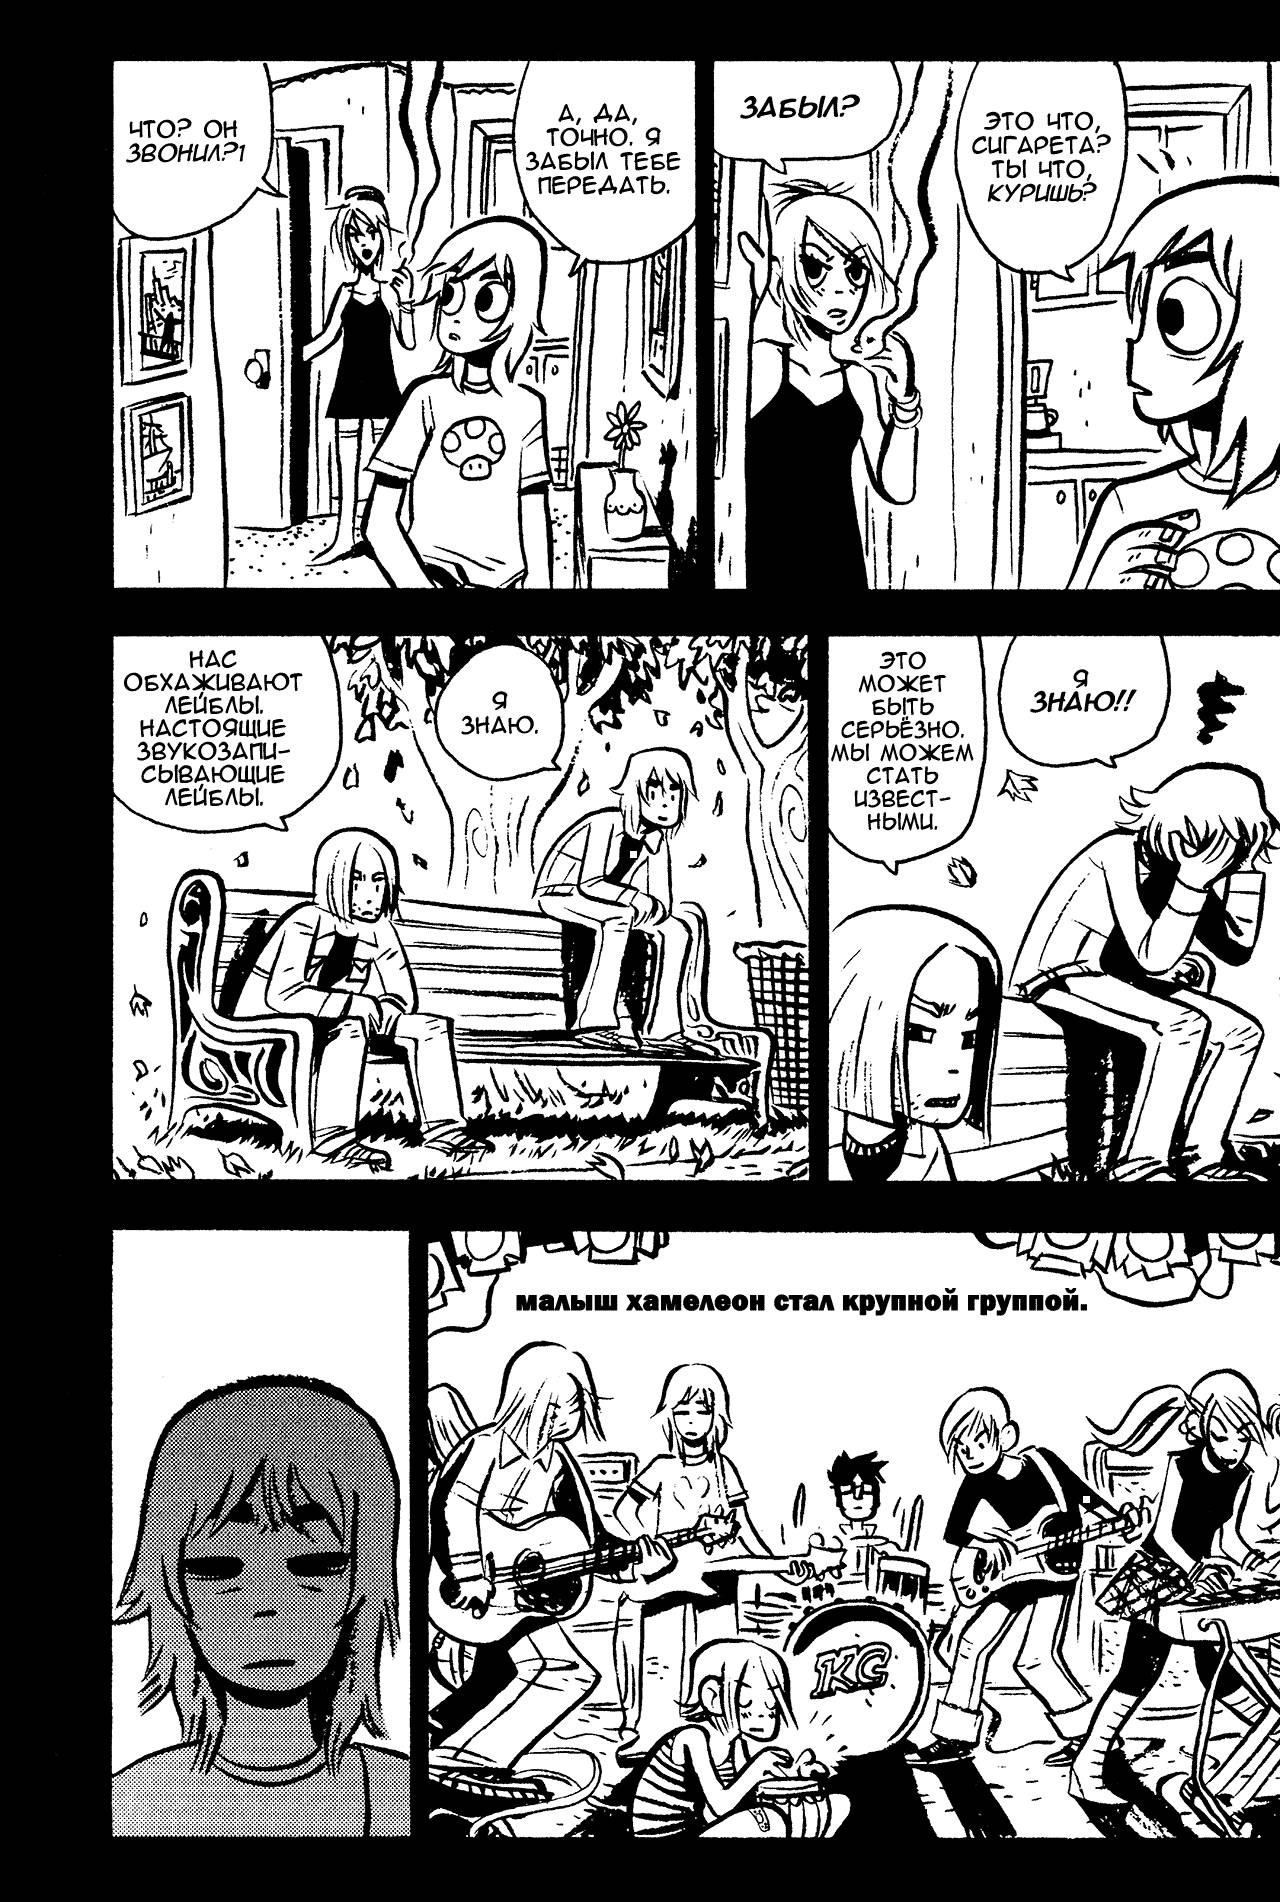 ЧТО? ОН
ЗВОНИЛ?1
А, ДА,
ТОЧНО. Я
ЗАБЫЛ ТЕБЕ
ПЕРЕДАТЬ.
ЗАБЫЛ?
ЭТО ЧТО,
СИГАРЕТА?
ТЫ ЧТО,
КУРИШЬ?
НАС
ОБХАЖИВАЮТ
ЛЕЙБЛЫ.
НАСТОЯЩИЕ
ЗВУКОЗАПИ-
СЫВАЮЩИЕ
ЛЕЙБЛЫ.
Я
ЗНАЮ.
ЭТО
МОЖЕТ
БЫТЬ
СЕРЬЁЗНО.
МЫ МОЖЕМ
СТАТЬ
ИЗВЕСТ-
НЫМИ.
Я
ЗНАЮ!!
малыш хамелеон стал крупной группой.
KC